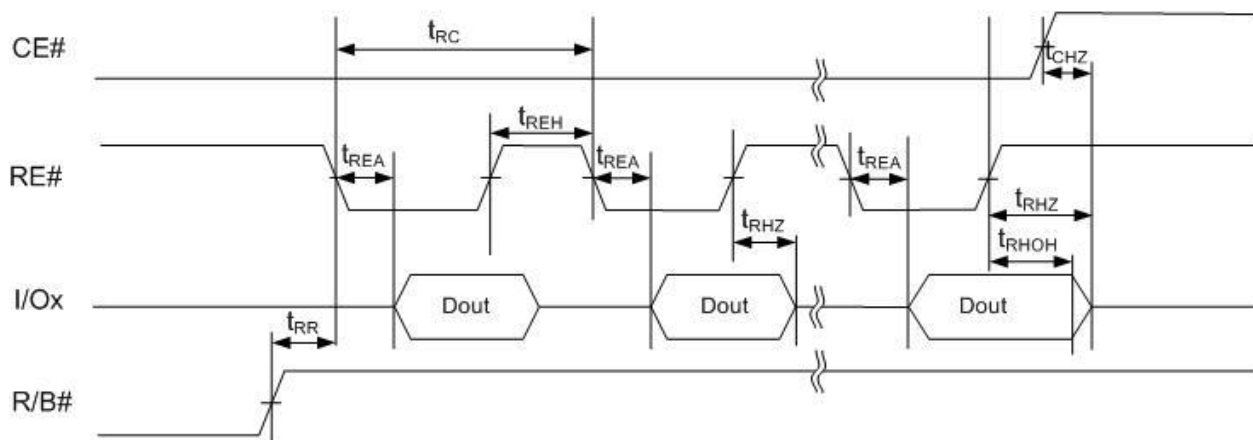 CE#
tRC
tCHZ
RE#
tREA
tREH
tREA
tREA
tRHZ
tRHZ
tRHOH
I/Ox
Dout
Dout
Dout
tRR
R/B#